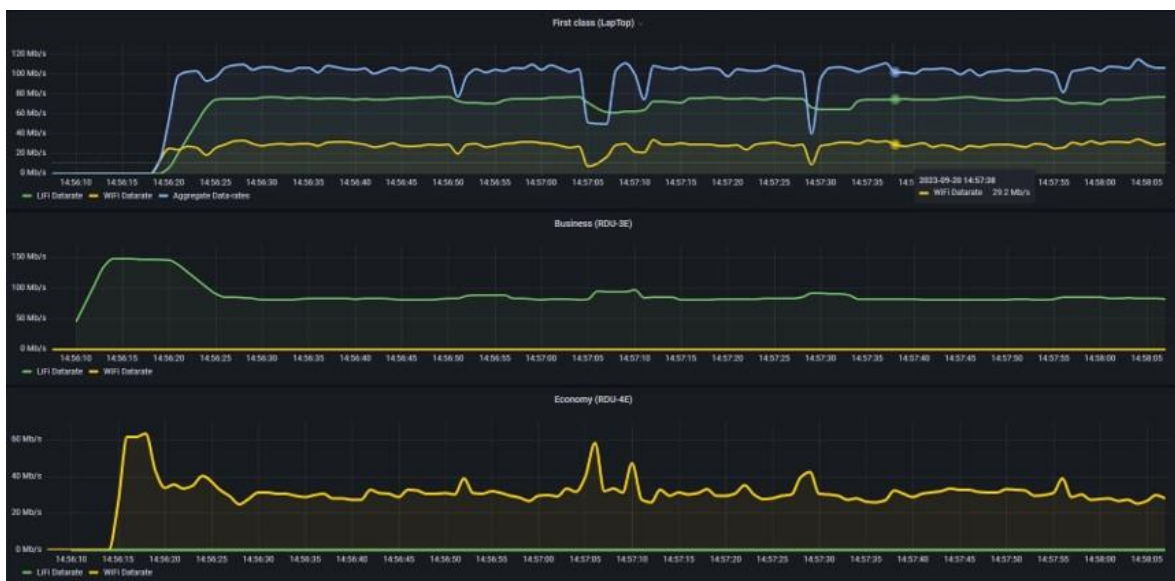 First class (LapTop)
120 Mb/s
100 Mb/s
80 Mb/s
60 Mb/s
40 Mb/s
20 Mb/s
0 Mb/s
14:56:10 14:56:15 14:56:20 14:56:25 14:56:30 14:56:35 14:56:40 14:56:45 14:56:50 14:56:55 14:57:00 14:57:05 14:57:10 14:57:15 14:57:20 14:57:25 14:57:30 14:57:35 14:57:50 14:57:55 14:58:00 14:58:05
LiFi Datarate WiFi Datarate Aggregate Data-rates
2023-09-20 14:57:38
WiFi Datarate 29.2 Mb/s
Business (RDU-3E)
150 Mb/s
100 Mb/s
50 Mb/s
0 Mb/s
14:56:10 14:56:15 14:56:20 14:56:25 14:56:30 14:56:35 14:56:40 14:56:45 14:56:50 14:56:55 14:57:00 14:57:05 14:57:10 14:57:15 14:57:20 14:57:25 14:57:30 14:57:35 14:57:40 14:57:45 14:57:50 14:57:55 14:58:00 14:58:05
LiFi Datarate WiFi Datarate
Economy (RDU-4E)
60 Mb/s
40 Mb/s
20 Mb/s
0 Mb/s
14:56:10 14:56:15 14:56:20 14:56:25 14:56:30 14:56:35 14:56:40 14:56:45 14:56:50 14:56:55 14:57:00 14:57:05 14:57:10 14:57:15 14:57:20 14:57:25 14:57:30 14:57:35 14:57:40 14:57:45 14:57:50 14:57:55 14:58:00 14:58:05
LiFi Datarate WiFi Datarate